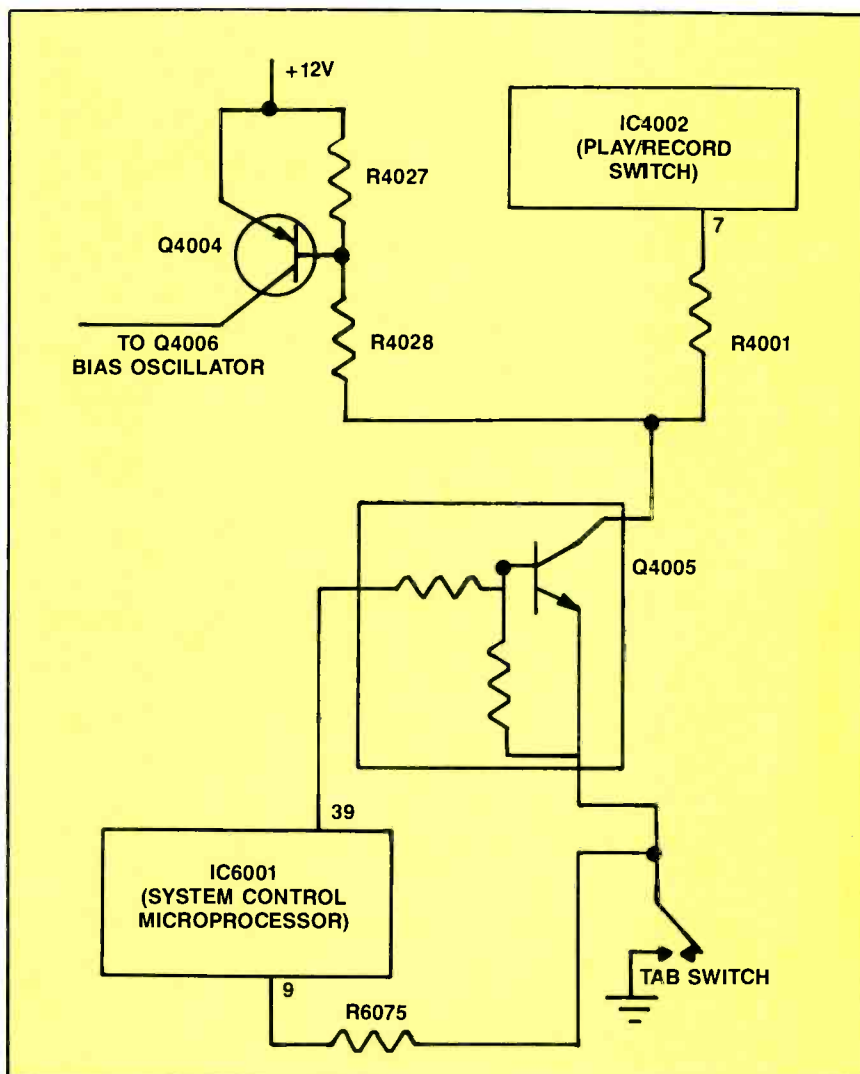 +12V
IC4002
(PLAY/RECORD
SWITCH)
R4027
7
Q4004
R4028
R4001
TO Q4006
BIAS OSCILLATOR
Q4005
39
IC6001
(SYSTEM CONTROL
MICROPROCESSOR)
TAB SWITCH
9
R6075